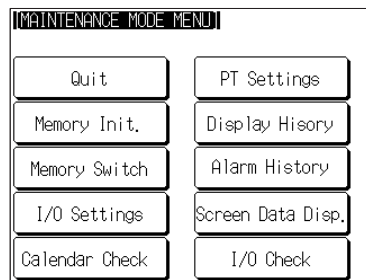 [MAINTENANCE MODE MENU]
Quit
PT Settings
Memory Init.
Display Hisory
Memory Switch
Alarm History
I/O Settings
Screen Data Disp.
Calendar Check
I/O Check